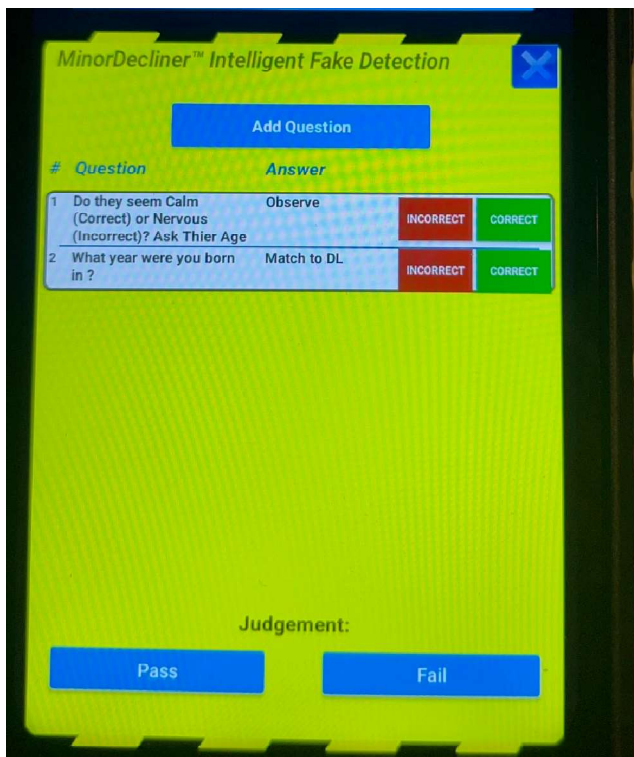 MinorDecliner™ Intelligent Fake Detection
Add Question
# Question Answer
1 Do they seem Calm Observe
(Correct) or Nervous INCORRECT CORRECT
(Incorrect)? Ask Thier Age
2 What year were you born Match to DL
in ? INCORRECT CORRECT
Judgement:
Pass Fail